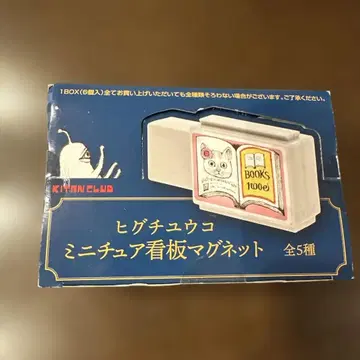 1BOX(6個入)全てお買い上げいただいても全種類そろわない場合がございます。ご了承ください。
BOOKS
KITAN CLUB
ヒグチユウコ
ミニチュア看板マグネット 全5種